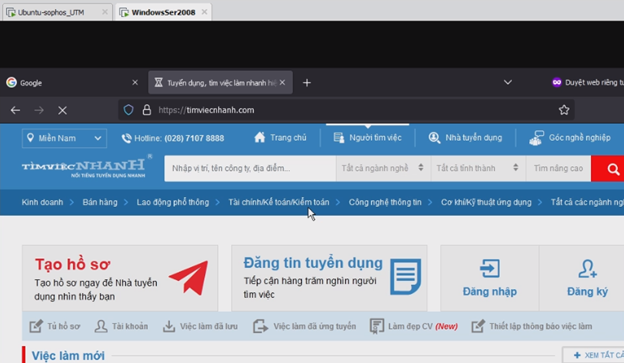 Ubuntu-sophos_UTM
WindowsSer2008
Google
Tuyển dụng, tìm việc làm nhanh hiệ
Duyệt web riêng tư
https://timviecnhanh.com
Miền Nam
Hotline: (028) 7107 8888
Trang chủ
Người tìm việc
Nhà tuyển dụng
Góc nghề nghiệp
TÌMVIỆCNHANH®
NỔI TIẾNG TUYỂN DỤNG NHANH
Nhập vị trí, tên công ty, địa điểm...
Tất cả ngành nghề
Tất cả tỉnh thành
Tìm nâng cao
Kinh doanh > Bán hàng > Lao động phổ thông > Tài chính/Kế toán/Kiểm toán > Công nghệ thông tin > Cơ khí/Kỹ thuật ứng dụng > Tất cả các ngành ngh
Tạo hồ sơ
Tạo hồ sơ ngay để Nhà tuyển
dụng nhìn thấy bạn
Đăng tin tuyển dụng
Tiếp cận hàng trăm nghìn người
tìm việc
Đăng nhập
Đăng ký
Tủ hồ sơ
Tài khoản
Việc làm đã lưu
Việc làm đã ứng tuyển
Làm đẹp CV (New)
Thiết lập thông báo việc làm
Việc làm mới
+ XEM TẤT CẢ